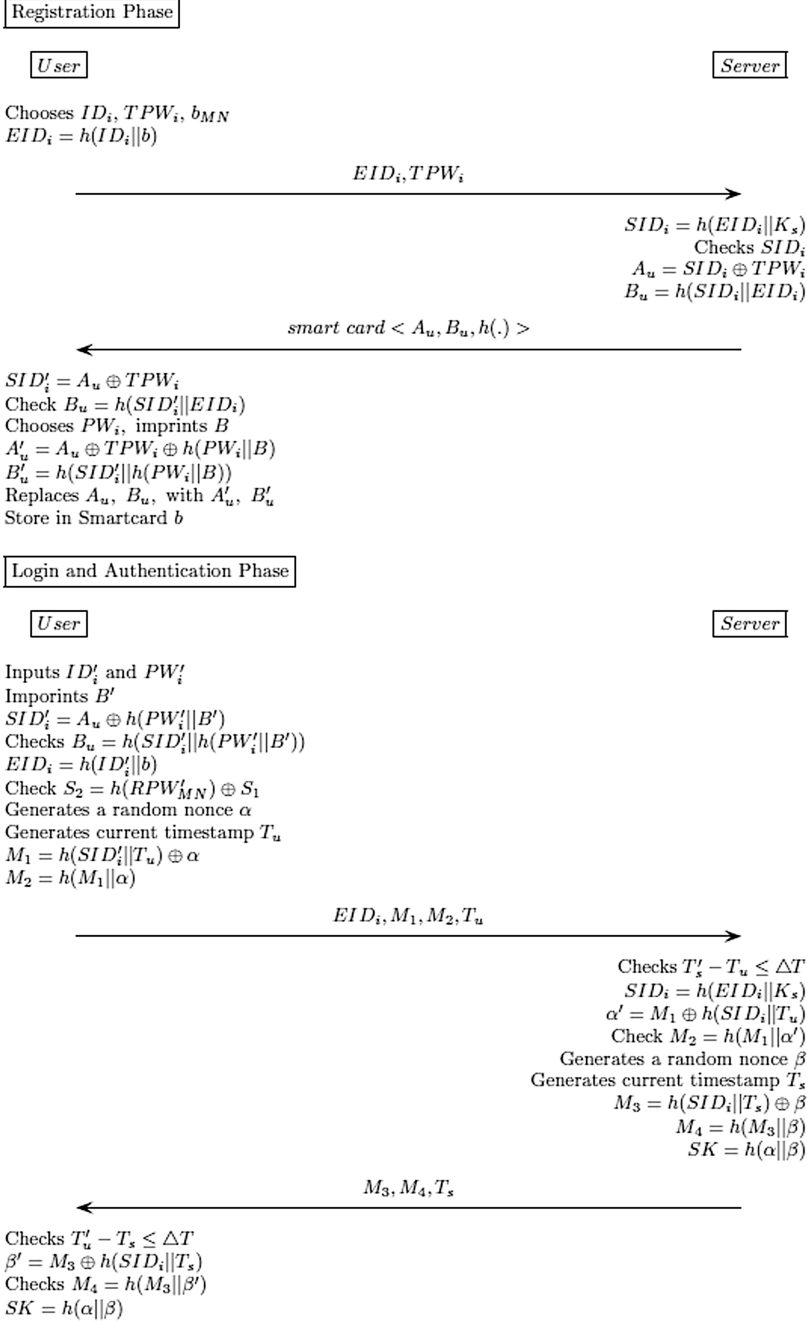 Registration Phase
User
Server
Chooses ID_i, TPW_i, b_{MN}
EID_i = h(ID_i||b)
EID_i, TPW_i
SID_i = h(EID_i||K_s)
Checks SID_i
A_u = SID_i ⊕ TPW_i
B_u = h(SID_i||EID_i)
smart card < A_u, B_u, h(.) >
SID'_i = A_u ⊕ TPW_i
Check B_u = h(SID'_i||EID_i)
Chooses PW_i, imprints B
A'_u = A_u ⊕ TPW_i ⊕ h(PW_i||B)
B'_u = h(SID'_i||h(PW_i||B))
Replaces A_u, B_u, with A'_u, B'_u
Store in Smartcard b
Login and Authentication Phase
User
Server
Inputs ID'_i and PW'_i
Imporints B'
SID'_i = A_u ⊕ h(PW'_i||B')
Checks B_u = h(SID'_i||h(PW'_i||B'))
EID_i = h(ID'_i||b)
Check S_2 = h(RPW'_{MN}) ⊕ S_1
Generates a random nonce α
Generates current timestamp T_u
M_1 = h(SID'_i||T_u) ⊕ α
M_2 = h(M_1||α)
EID_i, M_1, M_2, T_u
Checks T'_s − T_u ≤ △T
SID_i = h(EID_i||K_s)
α' = M_1 ⊕ h(SID_i||T_u)
Check M_2 = h(M_1||α')
Generates a random nonce β
Generates current timestamp T_s
M_3 = h(SID_i||T_s) ⊕ β
M_4 = h(M_3||β)
SK = h(α||β)
M_3, M_4, T_s
Checks T'_u − T_s ≤ △T
β' = M_3 ⊕ h(SID_i||T_s)
Checks M_4 = h(M_3||β')
SK = h(α||β)